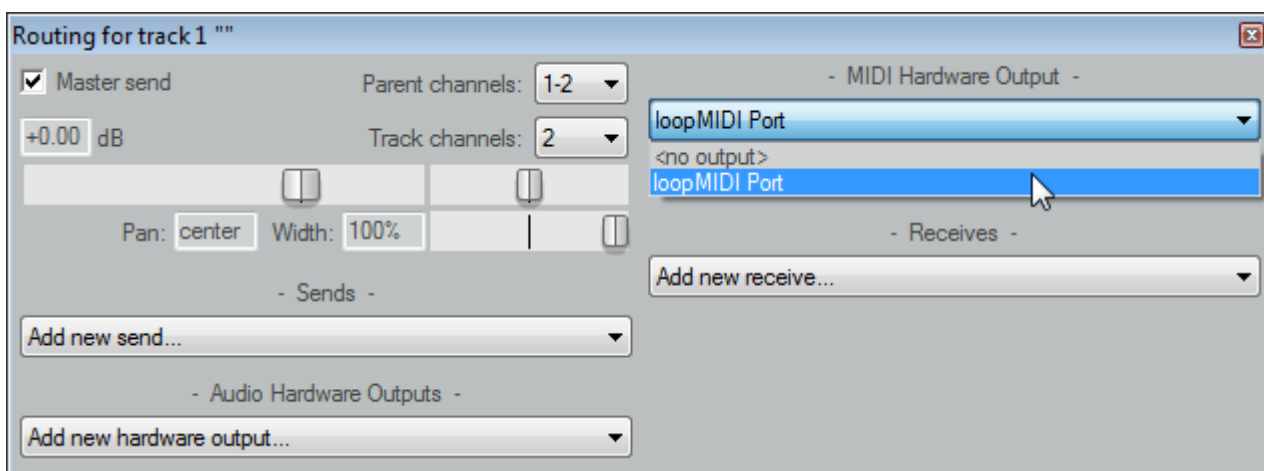 Routing for track 1 ""
Master send
Parent channels: 1-2
+0.00 dB
Track channels: 2
Pan: center Width: 100%
- Sends -
Add new send...
- Audio Hardware Outputs -
Add new hardware output...
- MIDI Hardware Output -
loopMIDI Port
<no output>
loopMIDI Port
- Receives -
Add new receive...